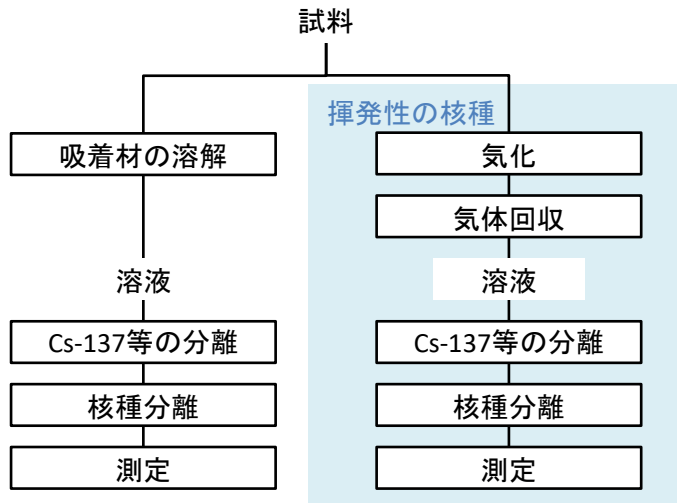 試料
揮発性の核種
吸着材の溶解
気化
気体回収
溶液
溶液
Cs-137等の分離
Cs-137等の分離
核種分離
核種分離
測定
測定